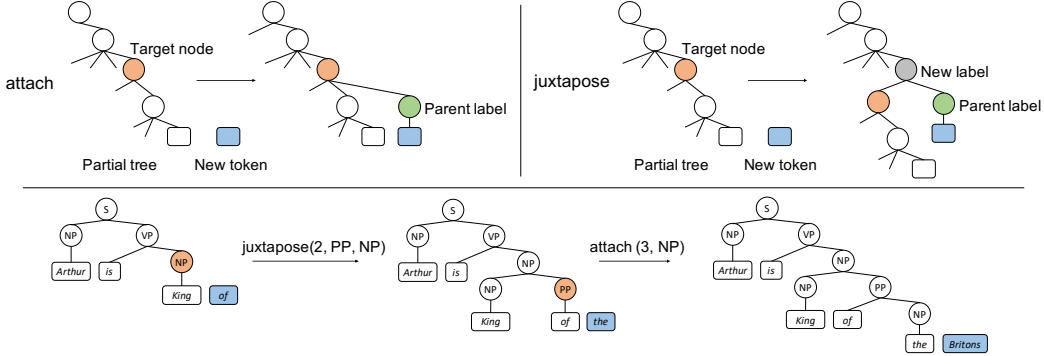 attach
Target node
Parent label
Partial tree
New token
juxtapose
Target node
New label
Parent label
Partial tree
New token
S
NP
VP
NP
Arthur
is
King
of
juxtapose(2, PP, NP)
S
NP
VP
Arthur
is
NP
NP
PP
King
of
the
attach (3, NP)
S
NP
VP
Arthur
is
NP
NP
PP
King
of
NP
the
Britons